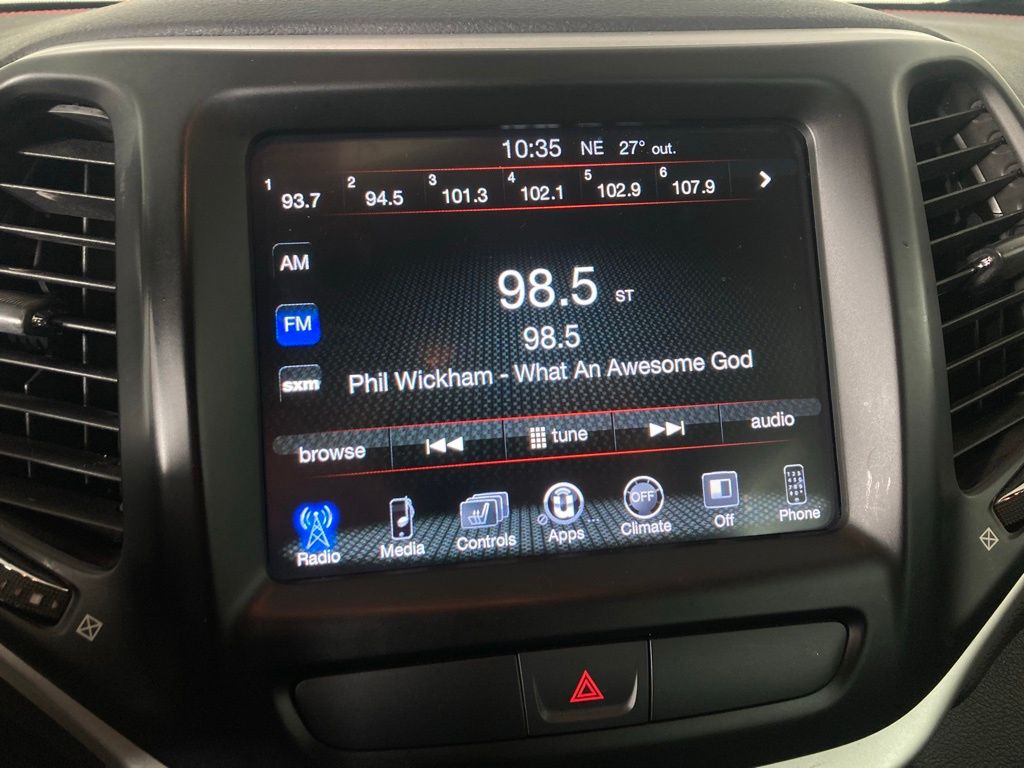 10:35 NE 27° out.
1 93.7 2 94.5 3 101.3 4 102.1 5 102.9 6 107.9
AM
98.5 ST
FM
98.5
sxm Phil Wickham - What An Awesome God
browse tune audio
Radio Media Controls Apps ... OFF Climate Off Phone